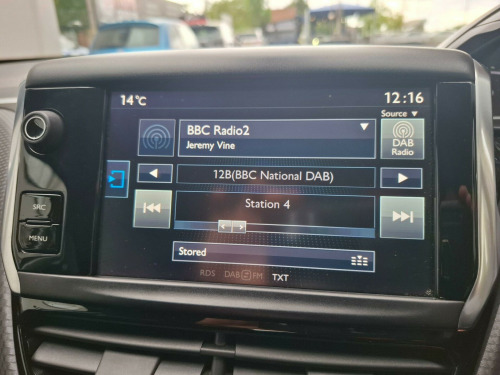 14°C
12:16
Source
BBC Radio2
Jeremy Vine
DAB
Radio
12B(BBC National DAB)
SRC
MENU
Station 4
Stored
RDS DAB FM TXT